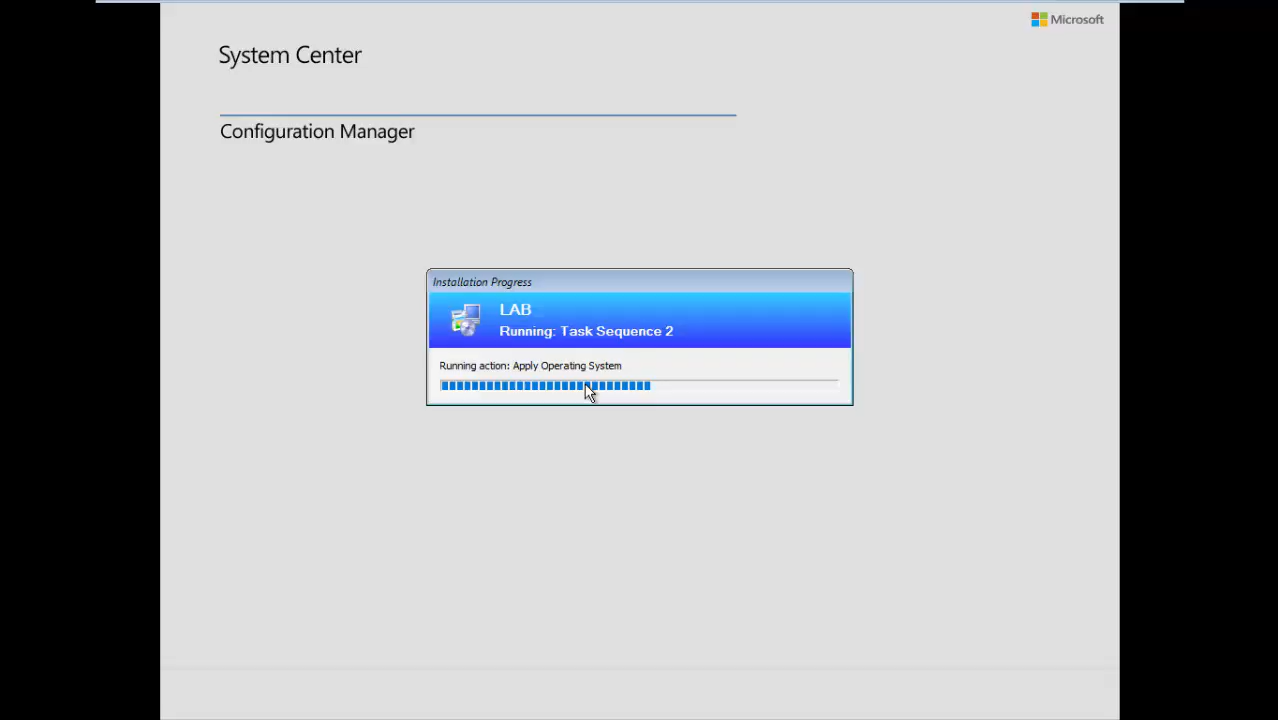 Microsoft
System Center
Configuration Manager
Installation Progress
LAB
Running: Task Sequence 2
Running action: Apply Operating System